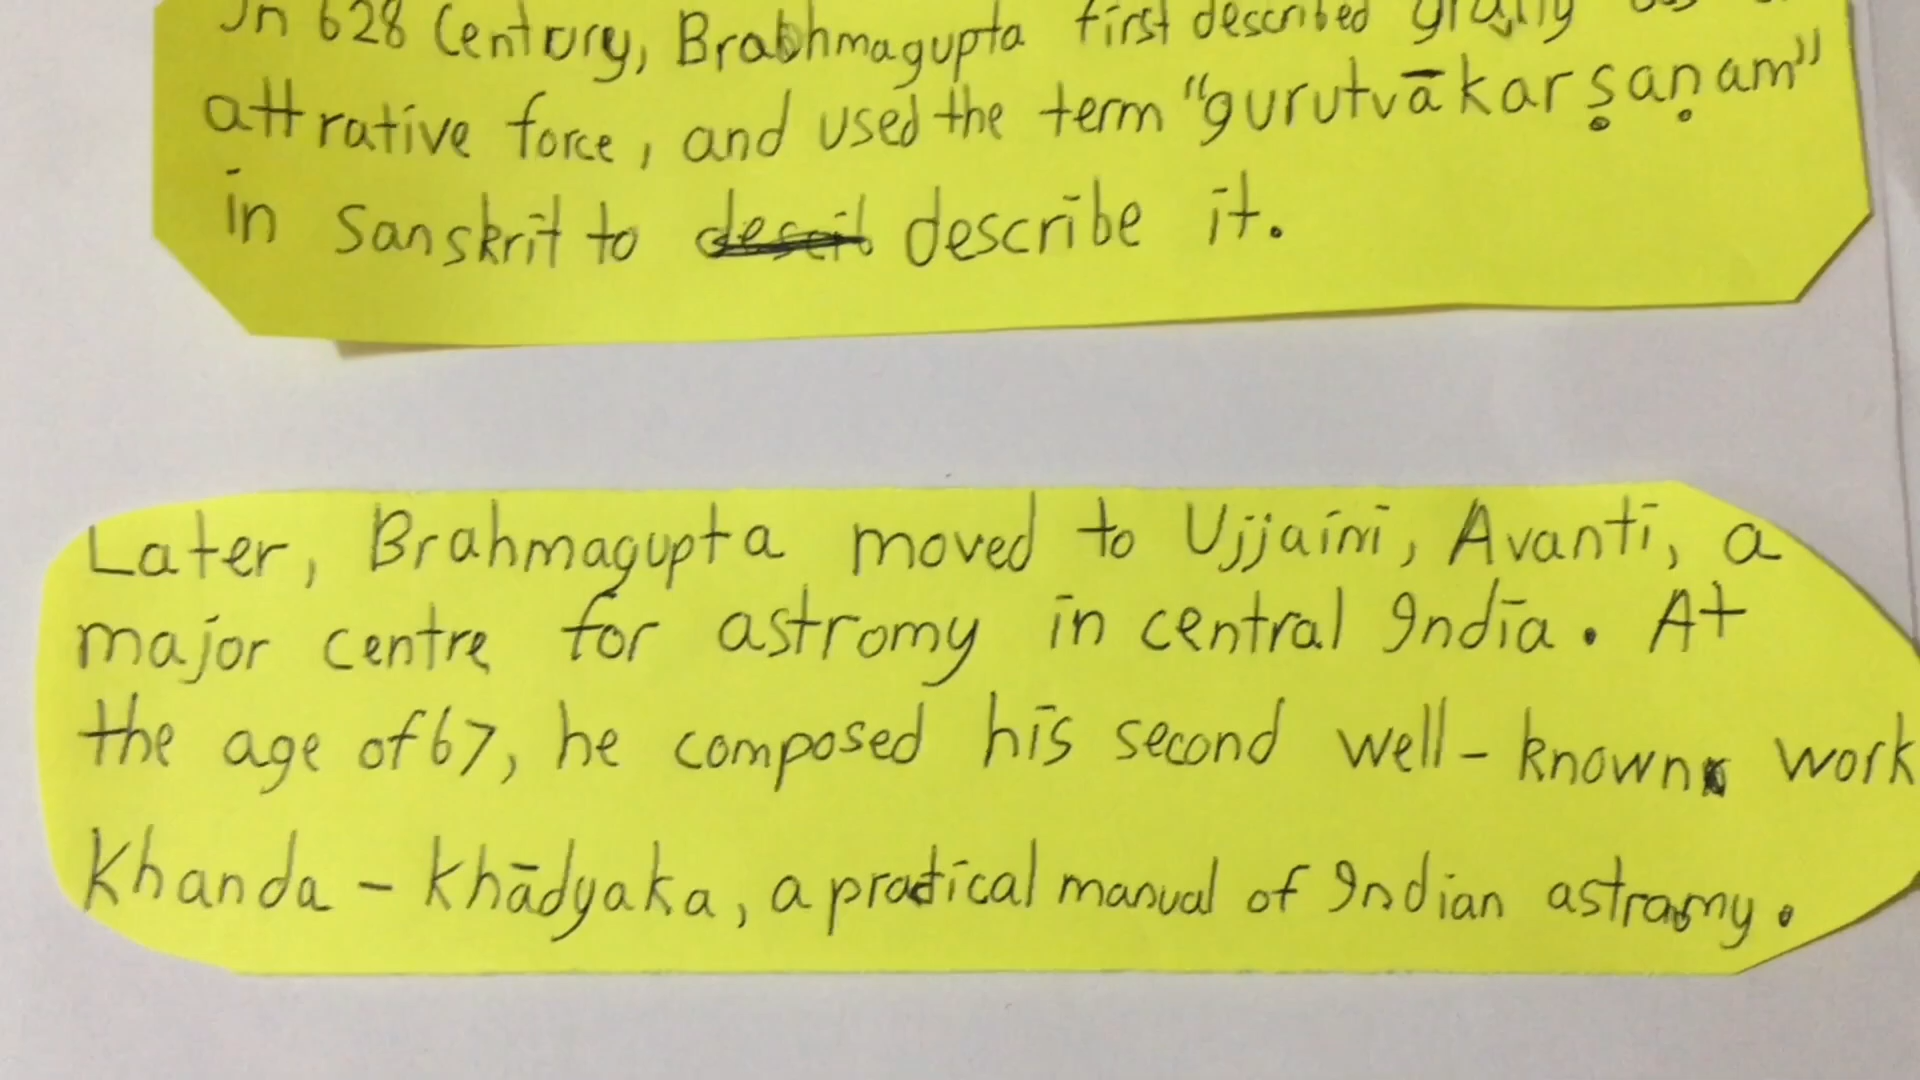 In 628 Century, Brabhmagupta first described
attrative force, and used the term "gurutvākarṣaṇam"
in sanskrit to describe it.
Later, Brahmagupta moved to Ujjaini, Avanti, a
major centre for astromy in central India. At
the age of 67, he composed his second well-known work
Khanda-Khādyaka, a pratical manual of Indian astramy.